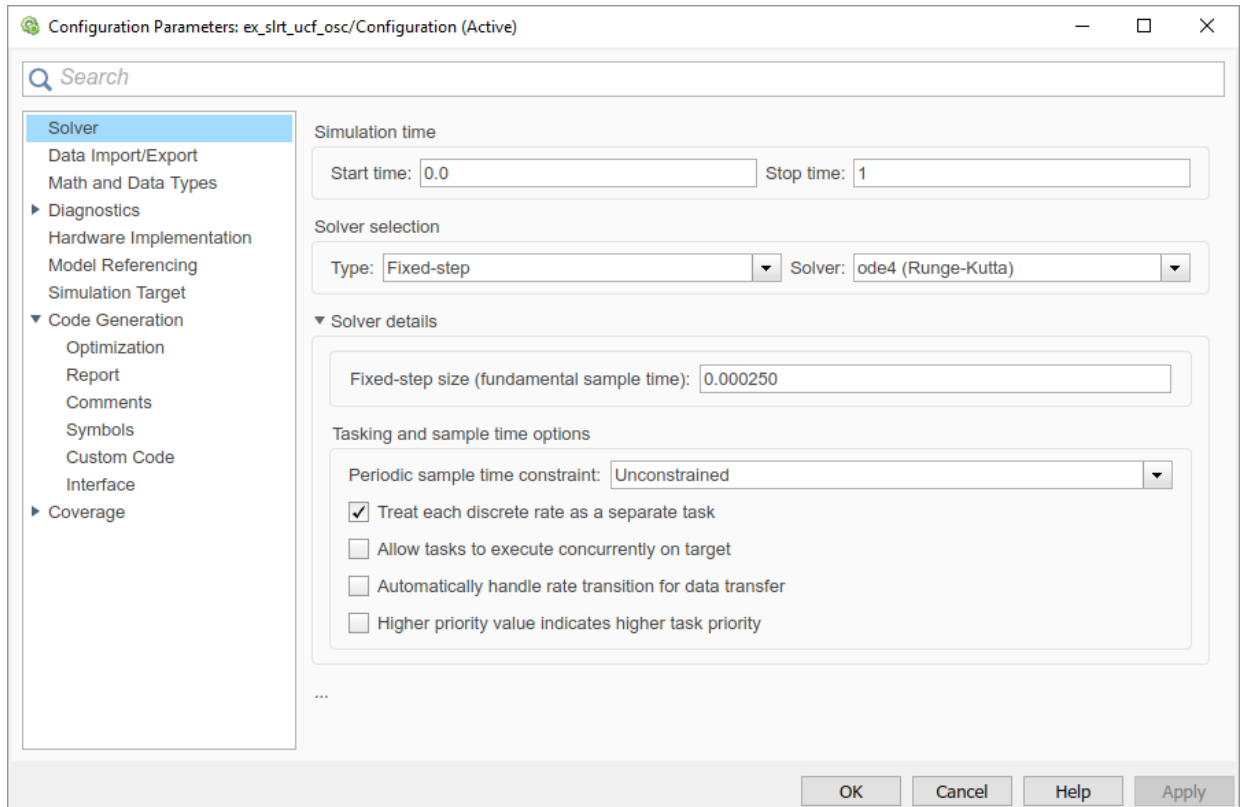 Configuration Parameters: ex_slrt_ucf_osc/Configuration (Active)
Search
Solver
Data Import/Export
Math and Data Types
Diagnostics
Hardware Implementation
Model Referencing
Simulation Target
Code Generation
Optimization
Report
Comments
Symbols
Custom Code
Interface
Coverage
Simulation time
Start time: 0.0 Stop time: 1
Solver selection
Type: Fixed-step Solver: ode4 (Runge-Kutta)
Solver details
Fixed-step size (fundamental sample time): 0.000250
Tasking and sample time options
Periodic sample time constraint: Unconstrained
Treat each discrete rate as a separate task
Allow tasks to execute concurrently on target
Automatically handle rate transition for data transfer
Higher priority value indicates higher task priority
...
OK Cancel Help Apply